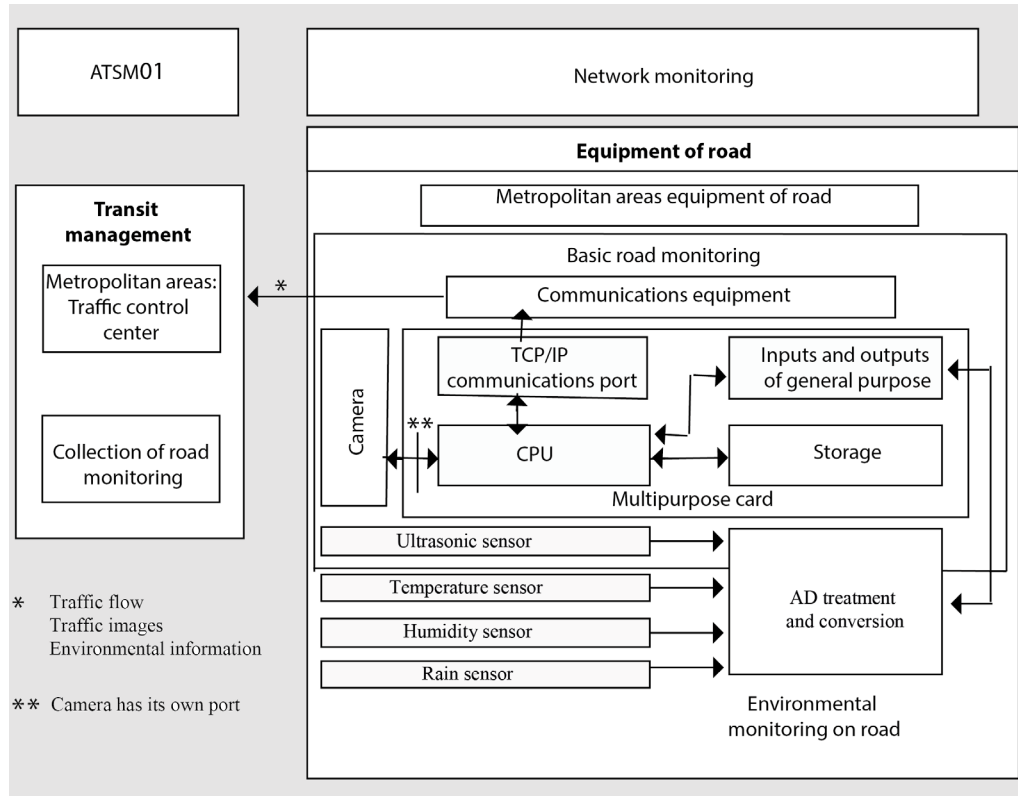 ATSM01
Network monitoring
Equipment of road
Metropolitan areas equipment of road
Transit
management
Metropolitan areas:
Traffic control
center
Collection of road
monitoring
Basic road monitoring
*
Communications equipment
Camera
TCP/IP
communications port
Inputs and outputs
of general purpose
**
CPU
Storage
Multipurpose card
Ultrasonic sensor
Temperature sensor
Humidity sensor
Rain sensor
AD treatment
and conversion
Environmental
monitoring on road
* Traffic flow
Traffic images
Environmental information
** Camera has its own port